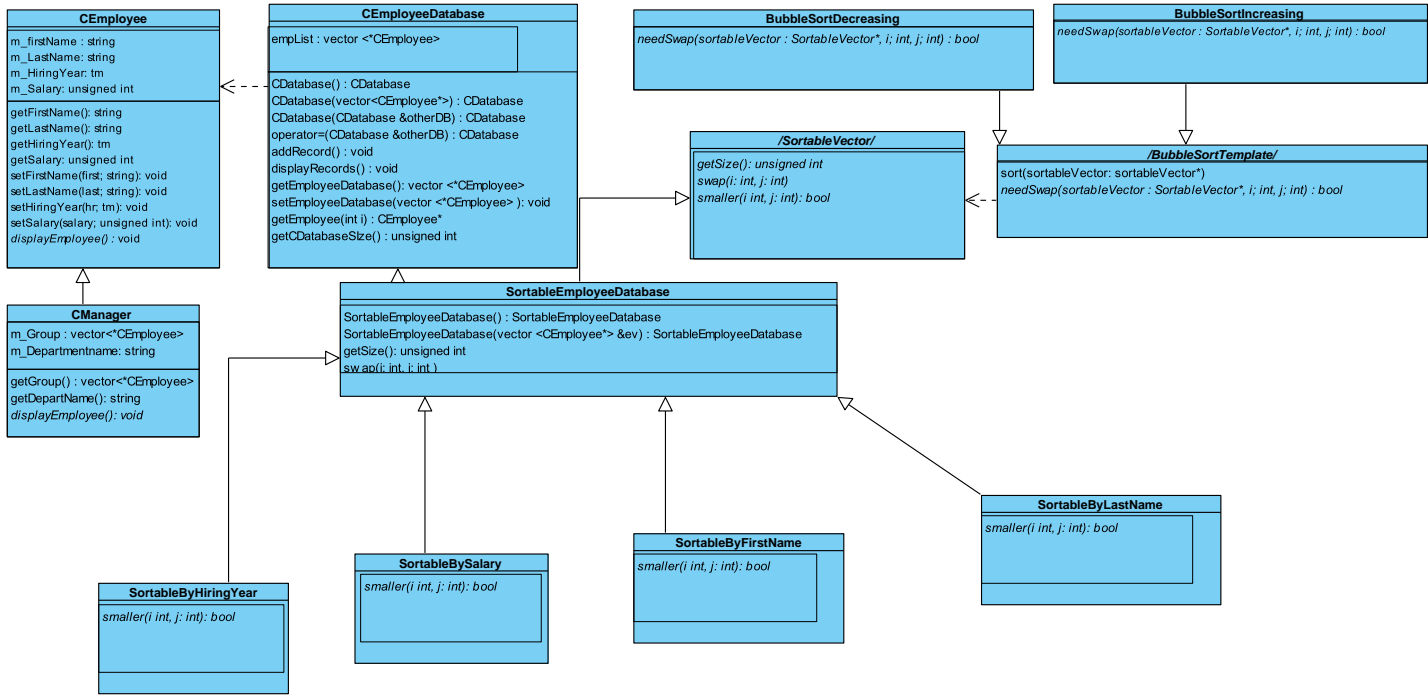 CEmployee
m_firstName : string
m_LastName: string
m_HiringYear: tm
m_Salary: unsigned int
getFirstName(): string
getLastName(): string
getHiringYear(): tm
getSalary: unsigned int
setFirstName(first; string): void
setLastName(last; string): void
setHiringYear(hr; tm): void
setSalary(salary; unsigned int): void
displayEmployee() : void
CEmployeeDatabase
empList : vector <*CEmployee>
CDatabase() : CDatabase
CDatabase(vector<CEmployee*>) : CDatabase
CDatabase(CDatabase &otherDB) : CDatabase
operator=(CDatabase &otherDB) : CDatabase
addRecord() : void
displayRecords() : void
getEmployeeDatabase(): vector <*CEmployee>
setEmployeeDatabase(vector <*CEmployee> ): void
getEmployee(int i) : CEmployee*
getCDatabaseSIze() : unsigned int
BubbleSortDecreasing
needSwap(sortableVector : SortableVector*, i; int, j; int) : bool
BubbleSortIncreasing
needSwap(sortableVector : SortableVector*, i; int, j; int) : bool
/SortableVector/
getSize(): unsigned int
swap(i: int, j: int)
smaller(i int, j: int): bool
/BubbleSortTemplate/
sort(sortableVector: sortableVector*)
needSwap(sortableVector : SortableVector*, i; int, j; int) : bool
CManager
m_Group : vector<*CEmployee>
m_Departmentname: string
getGroup() : vector<*CEmployee>
getDepartName(): string
displayEmployee(): void
SortableEmployeeDatabase
SortableEmployeeDatabase() : SortableEmployeeDatabase
SortableEmployeeDatabase(vector <CEmployee*> &ev) : SortableEmployeeDatabase
getSize(): unsigned int
swap(i: int, j: int )
SortableByHiringYear
smaller(i int, j: int): bool
SortableBySalary
smaller(i int, j: int): bool
SortableByFirstName
smaller(i int, j: int): bool
SortableByLastName
smaller(i int, j: int): bool